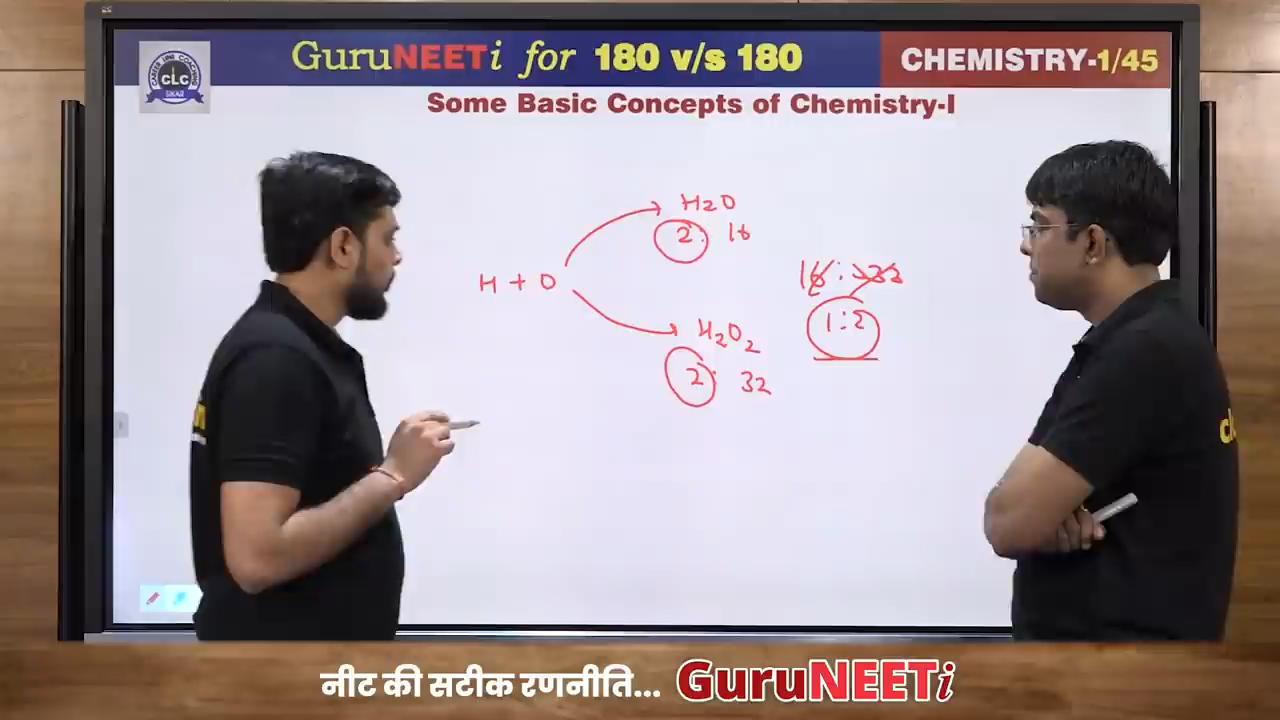 GuruNEETi for 180 v/s 180
CHEMISTRY-1/45
CLC
SIKAR
Some Basic Concepts of Chemistry-I
H2O
2: 16
H + O
16 : 32
1:2
H2O2
2: 32
नीट की सटीक रणनीति... GuruNEETi